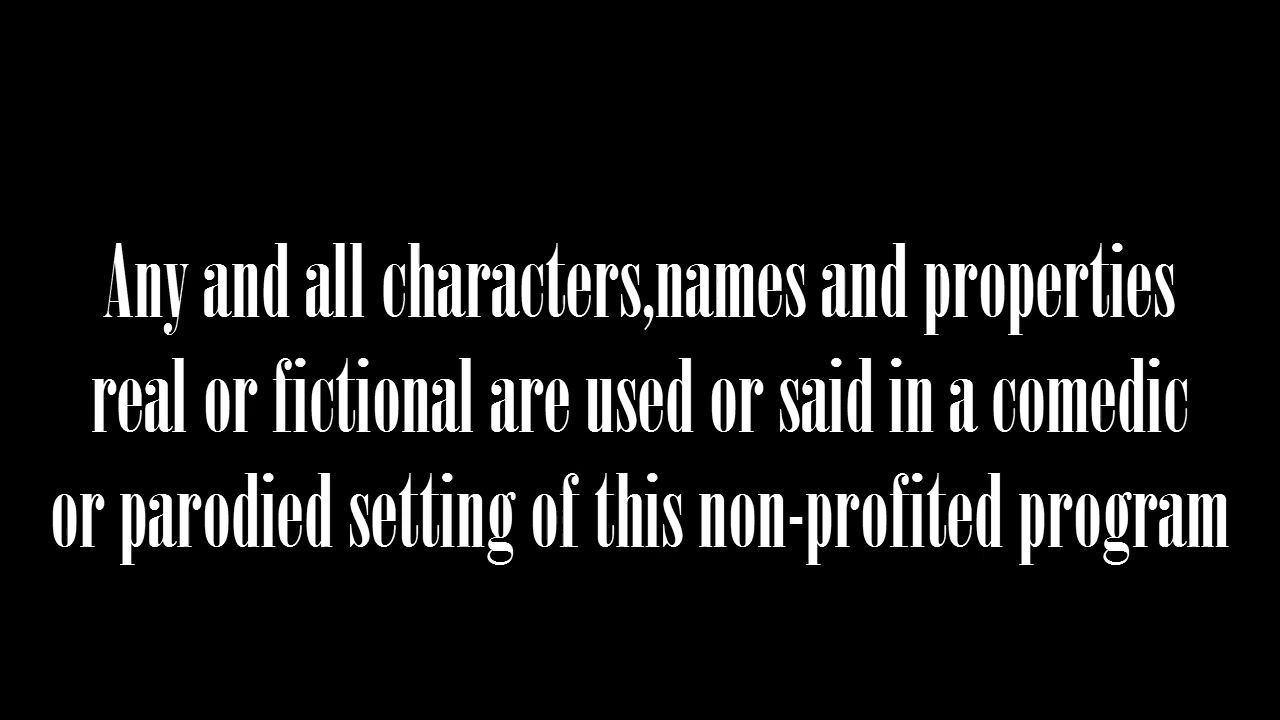 Any and all characters,names and properties
real or fictional are used or said in a comedic
or parodied setting of this non-profited program